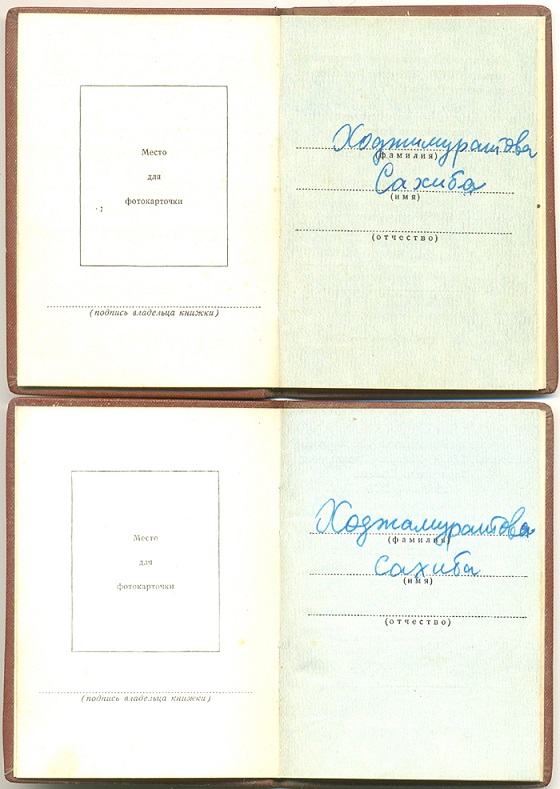 Место
для
фотокарточки
(подпись владельца книжки)
Ходжимуратова
(фамилия)
Сахиба
(имя)
(отчество)
Место
для
фотокарточки
(подпись владельца книжки)
Ходжамуратова
(фамилия)
Сахиба
(имя)
(отчество)